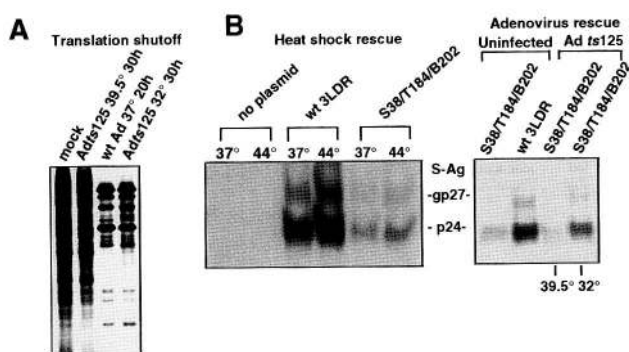 A
Translation shutoff
mock
Adts125 39.5° 30h
wt Ad 37° 20h
Adts125 32° 30h
B
Heat shock rescue
no plasmid
wt 3LDR
S38/T184/B202
37° 44° 37° 44° 37° 44°
S-Ag
-gp27-
- p24-
Adenovirus rescue
Uninfected
Ad ts125
S38/T184/B202
wt 3LDR
S38/T184/B202
S38/T184/B202
39.5° 32°